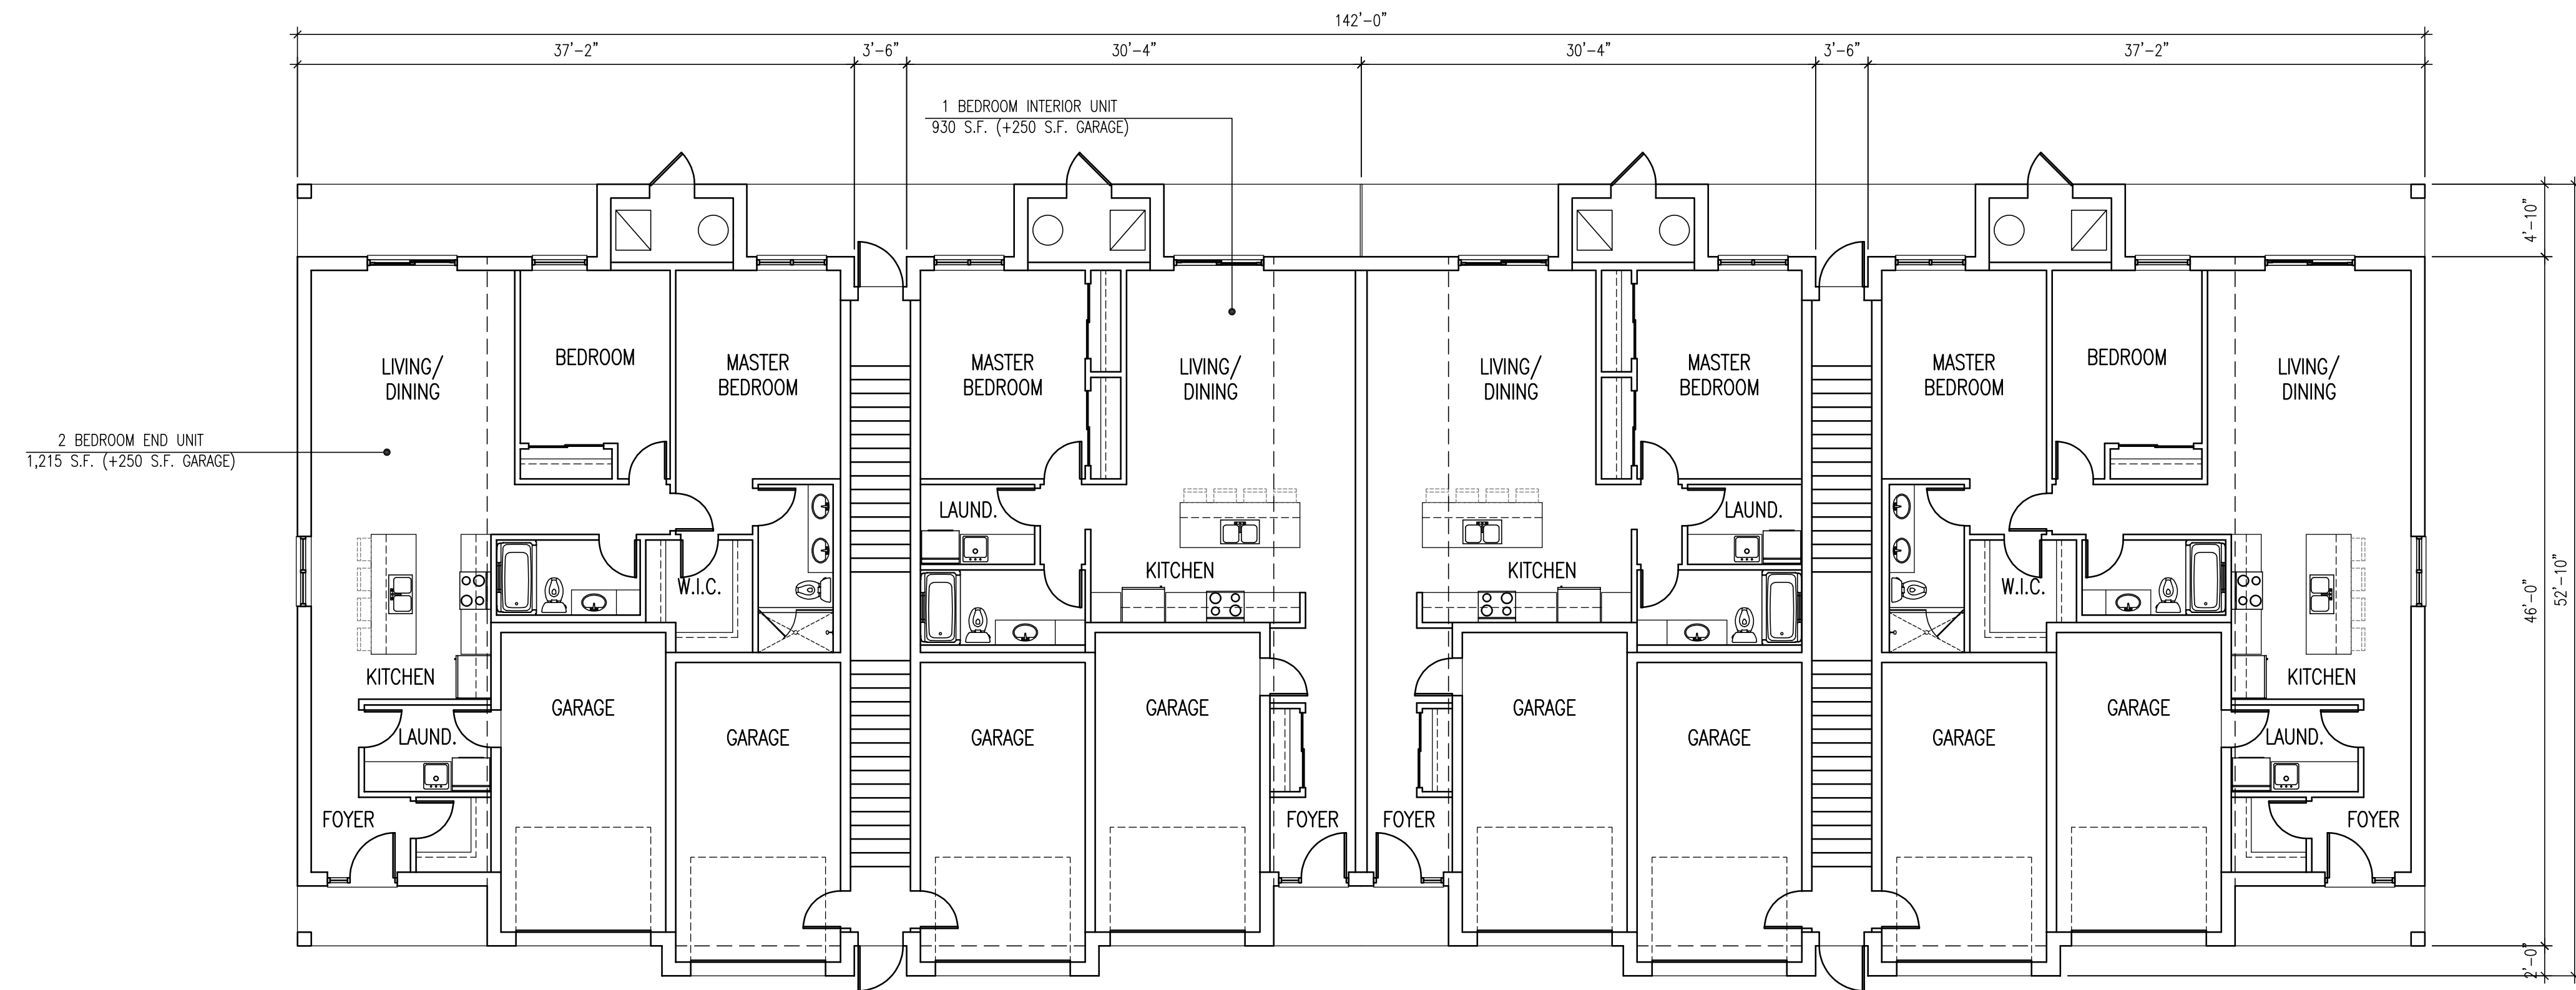 142'-0"
37'-2"
3'-6"
30'-4"
30'-4"
3'-6"
37'-2"
1 BEDROOM INTERIOR UNIT
930 S.F. (+250 S.F. GARAGE)
4'-10"
LIVING/
DINING
BEDROOM
MASTER
BEDROOM
MASTER
BEDROOM
LIVING/
DINING
LIVING/
DINING
MASTER
BEDROOM
MASTER
BEDROOM
BEDROOM
LIVING/
DINING
2 BEDROOM END UNIT
1,215 S.F. (+250 S.F. GARAGE)
LAUND.
LAUND.
KITCHEN
KITCHEN
W.I.C.
W.I.C.
46'-0"
52'-10"
KITCHEN
KITCHEN
GARAGE
GARAGE
GARAGE
GARAGE
GARAGE
GARAGE
GARAGE
GARAGE
LAUND.
LAUND.
FOYER
FOYER
FOYER
FOYER
2'-0"